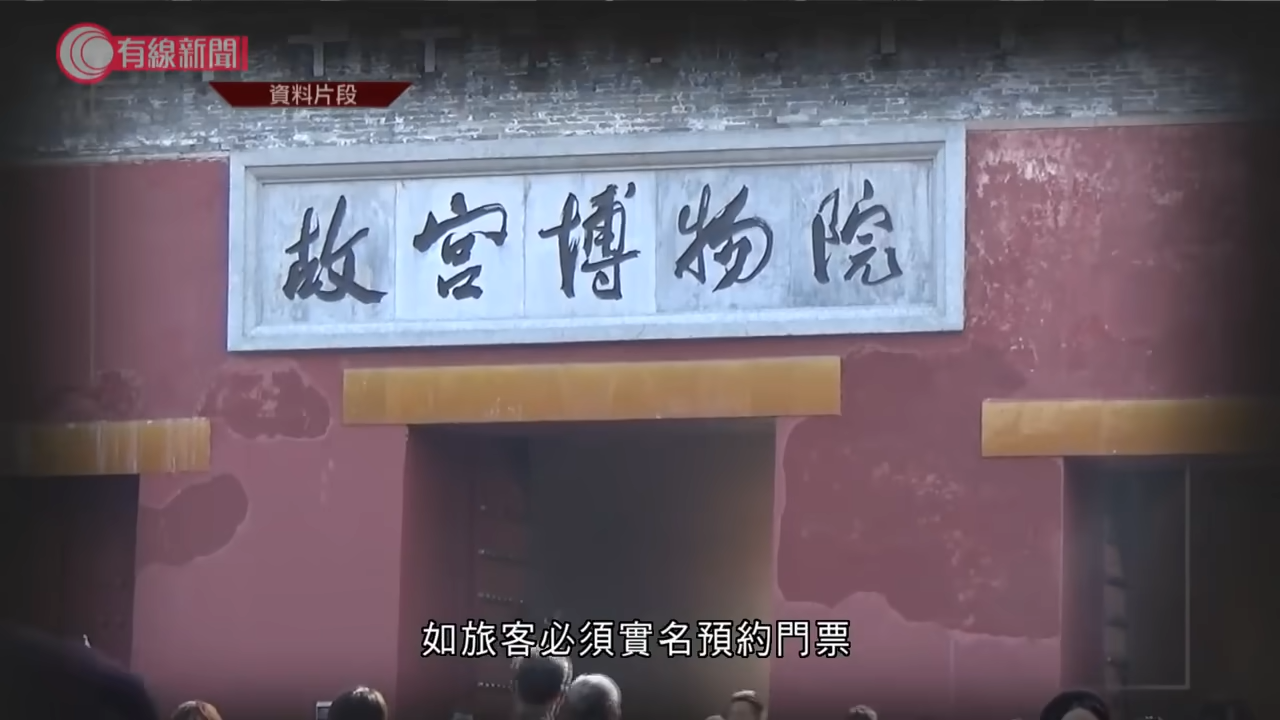 有線新聞
資料片段
故宮博物院
如旅客必須實名預約門票